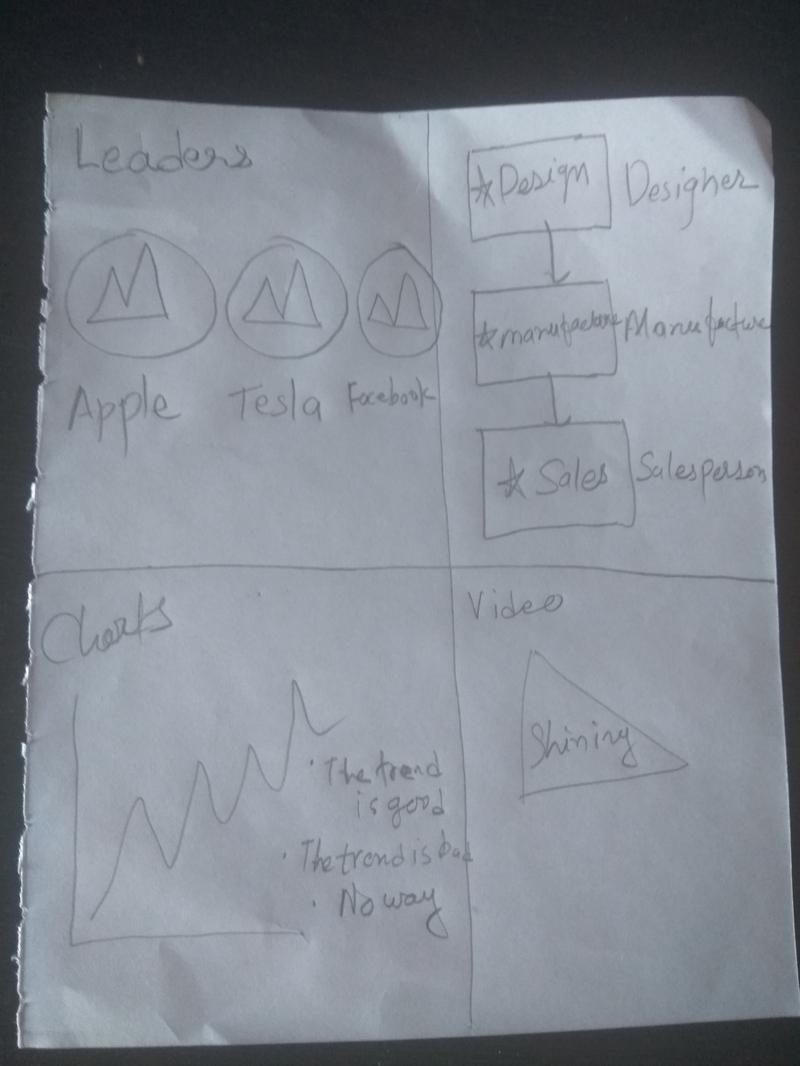 Leaders
Apple Tesla Facebook
☆ Design Designer
☆ manufacture Manufacture
☆ Sales Salesperson
Charts
• The trend
is good
• The trend is bad
• No way
Video
Shining